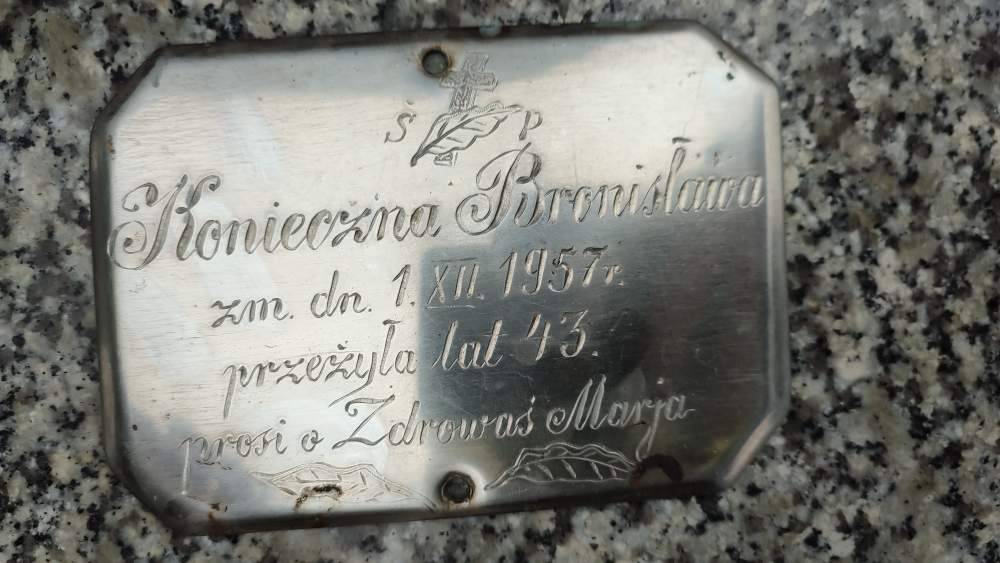 Ś P
Konieczna Bronisława
zm. dn. 1. XII. 1957 r.
przeżyła lat 43.
prosi o Zdrowaś Marja